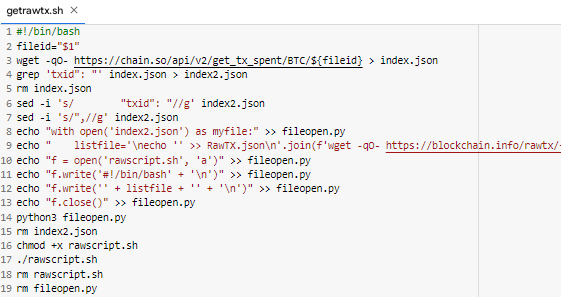 getrawtx.sh ×
1 #!/bin/bash
2 fileid="$1"
3 wget -qO- https://chain.so/api/v2/get_tx_spent/BTC/${fileid} > index.json
4 grep 'txid": "' index.json > index2.json
5 rm index.json
6 sed -i 's/        "txid": "//g' index2.json
7 sed -i 's/",//g' index2.json
8 echo "with open('index2.json') as myfile:" >> fileopen.py
9 echo "    listfile='\necho '' >> RawTX.json\n'.join(f'wget -qO- https://blockchain.info/rawtx/
10 echo "f = open('rawscript.sh', 'a')" >> fileopen.py
11 echo "f.write('#!/bin/bash' + '\n')" >> fileopen.py
12 echo "f.write('' + listfile + '' + '\n')" >> fileopen.py
13 echo "f.close()" >> fileopen.py
14 python3 fileopen.py
15 rm index2.json
16 chmod +x rawscript.sh
17 ./rawscript.sh
18 rm rawscript.sh
19 rm fileopen.py